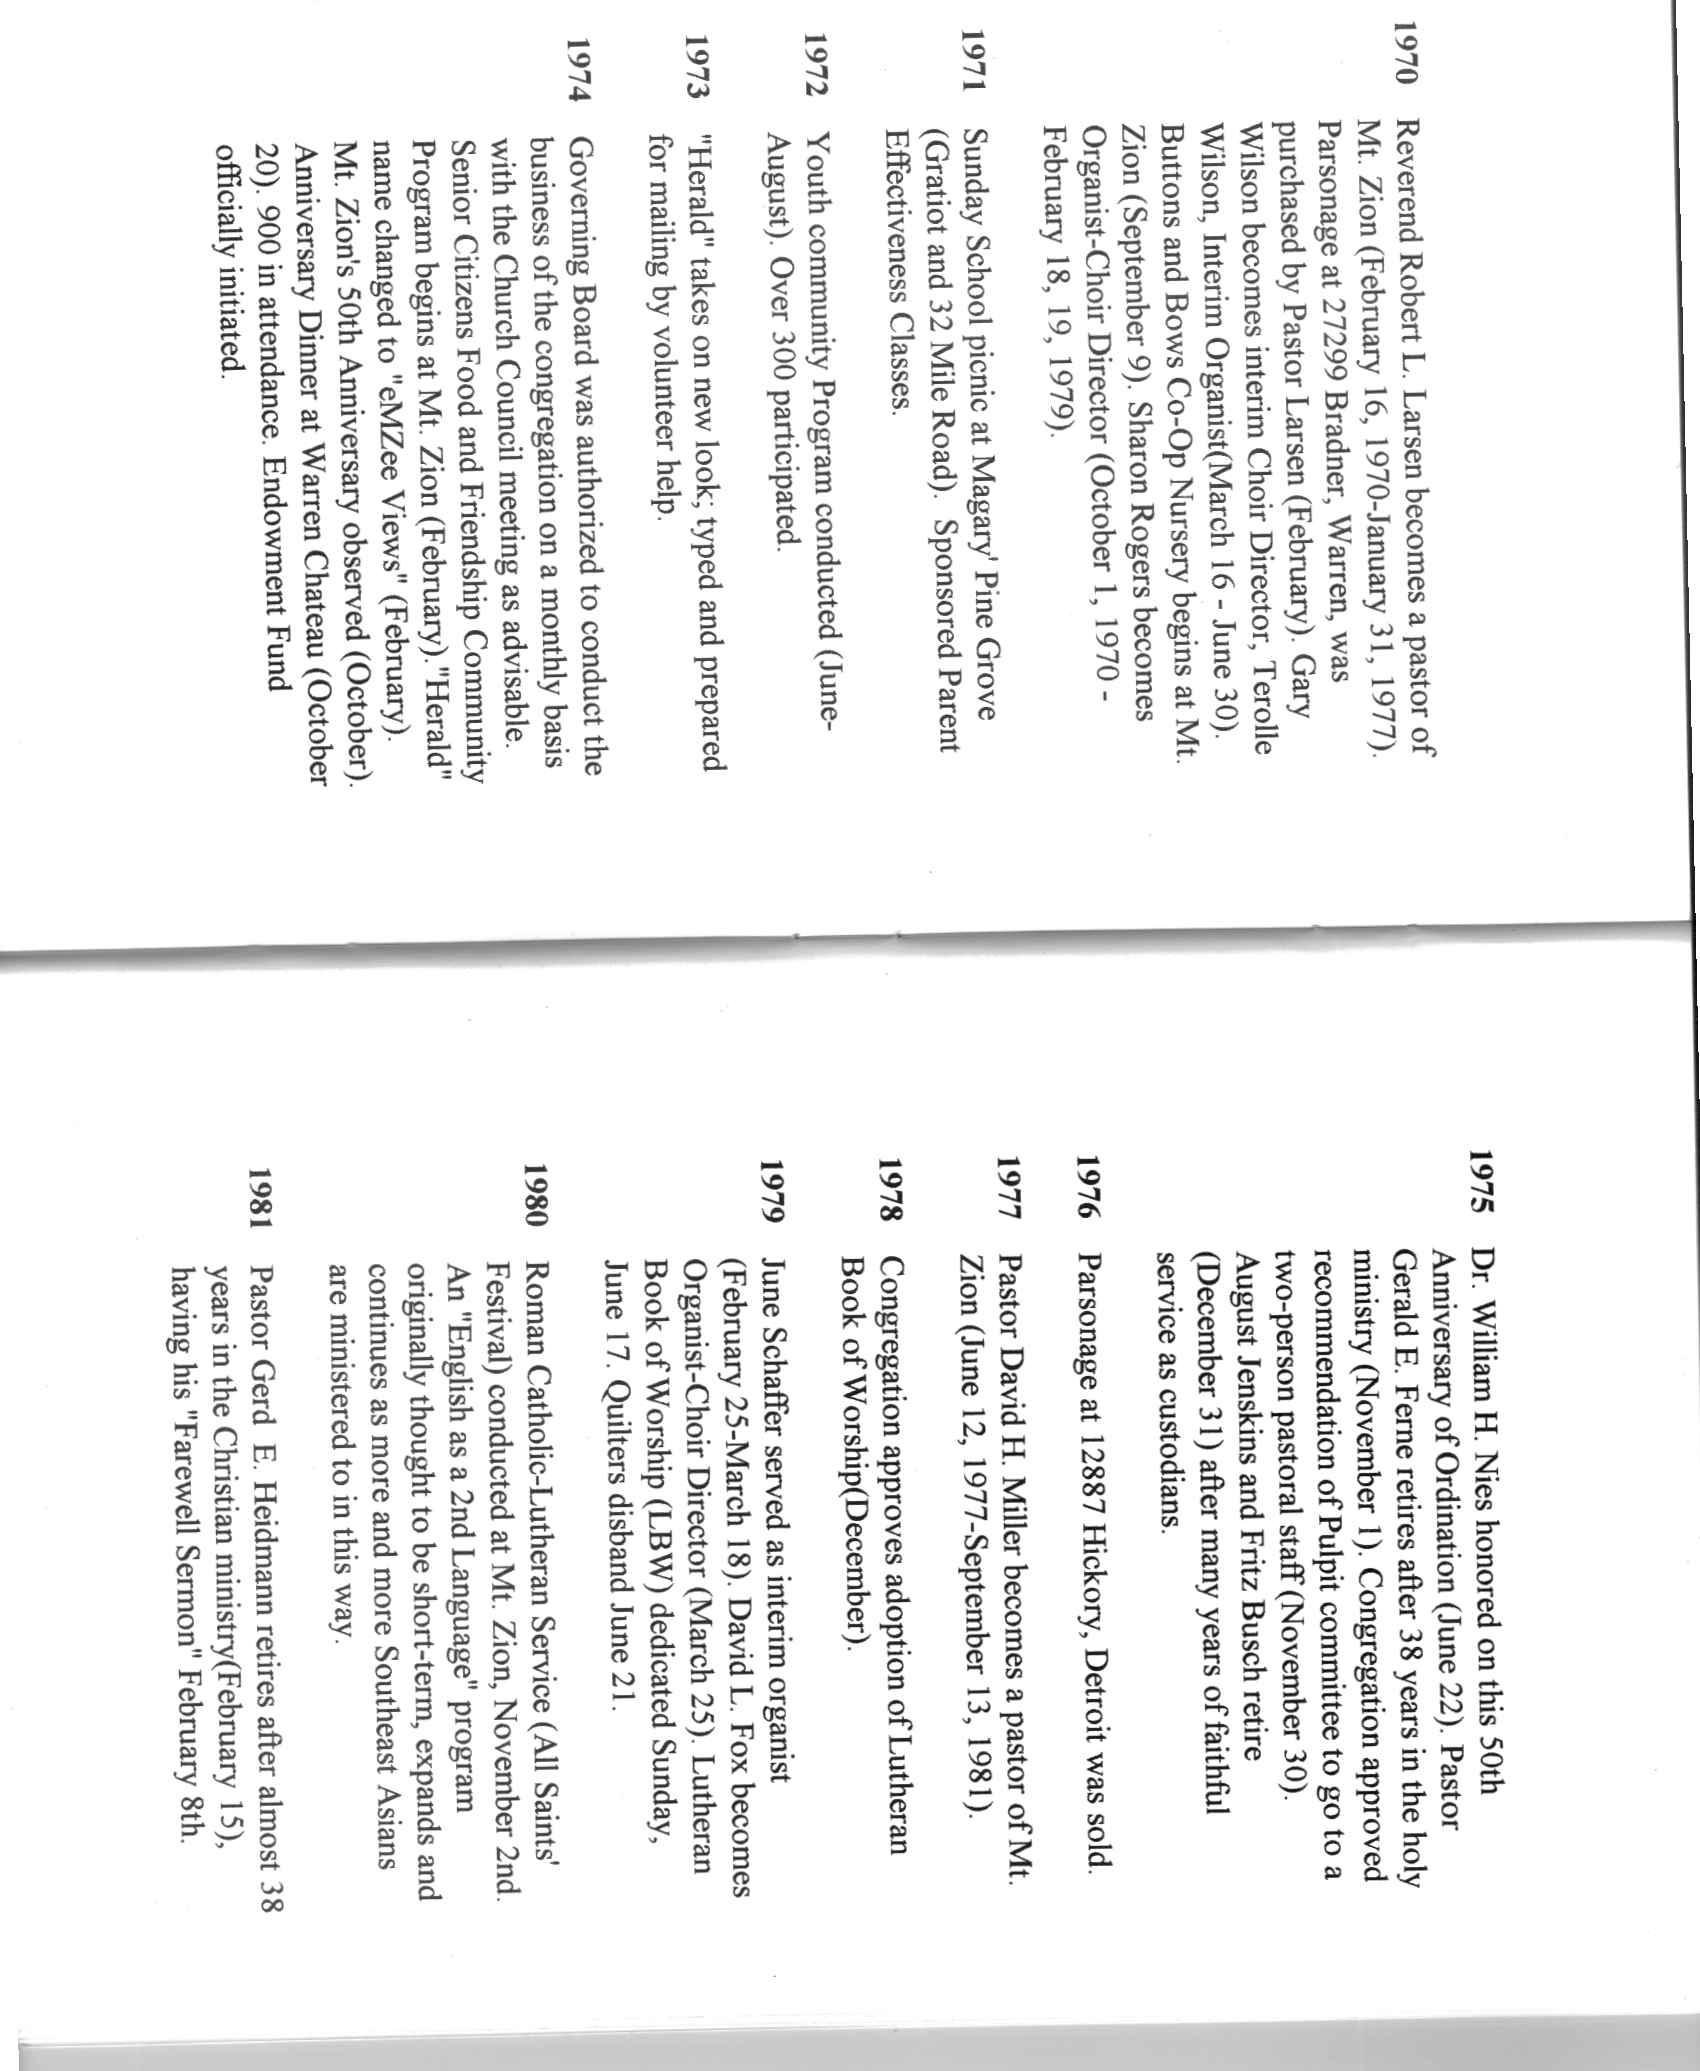 1970 Reverend Robert L. Larsen becomes a pastor of
Mt. Zion (February 16, 1970-January 31, 1977).
Parsonage at 27299 Bradner, Warren, was
purchased by Pastor Larsen (February). Gary
Wilson becomes interim Choir Director, Terolle
Wilson, Interim Organist(March 16 - June 30).
Buttons and Bows Co-Op Nursery begins at Mt.
Zion (September 9). Sharon Rogers becomes
Organist-Choir Director (October 1, 1970 -
February 18, 19, 1979).
1971 Sunday School picnic at Magary' Pine Grove
(Gratiot and 32 Mile Road). Sponsored Parent
Effectiveness Classes.
1972 Youth community Program conducted (June-
August). Over 300 participated.
1973 "Herald" takes on new look; typed and prepared
for mailing by volunteer help.
1974 Governing Board was authorized to conduct the
business of the congregation on a monthly basis
with the Church Council meeting as advisable.
Senior Citizens Food and Friendship Community
Program begins at Mt. Zion (February)."Herald"
name changed to "eMZee Views" (February).
Mt. Zion's 50th Anniversary observed (October).
Anniversary Dinner at Warren Chateau (October
20). 900 in attendance. Endowment Fund
officially initiated.
1975 Dr. William H. Nies honored on this 50th
Anniversary of Ordination (June 22). Pastor
Gerald E. Ferne retires after 38 years in the holy
ministry (November 1). Congregation approved
recommendation of Pulpit committee to go to a
two-person pastoral staff (November 30).
August Jenskins and Fritz Busch retire
(December 31) after many years of faithful
service as custodians.
1976 Parsonage at 12887 Hickory, Detroit was sold.
1977 Pastor David H. Miller becomes a pastor of Mt.
Zion (June 12, 1977-September 13, 1981).
1978 Congregation approves adoption of Lutheran
Book of Worship(December).
1979 June Schaffer served as interim organist
(February 25-March 18). David L. Fox becomes
Organist-Choir Director (March 25). Lutheran
Book of Worship (LBW) dedicated Sunday,
June 17. Quilters disband June 21.
1980 Roman Catholic-Lutheran Service (All Saints'
Festival) conducted at Mt. Zion, November 2nd.
An "English as a 2nd Language" program
originally thought to be short-term, expands and
continues as more and more Southeast Asians
are ministered to in this way.
1981 Pastor Gerd E. Heidmann retires after almost 38
years in the Christian ministry(February 15),
having his "Farewell Sermon" February 8th.